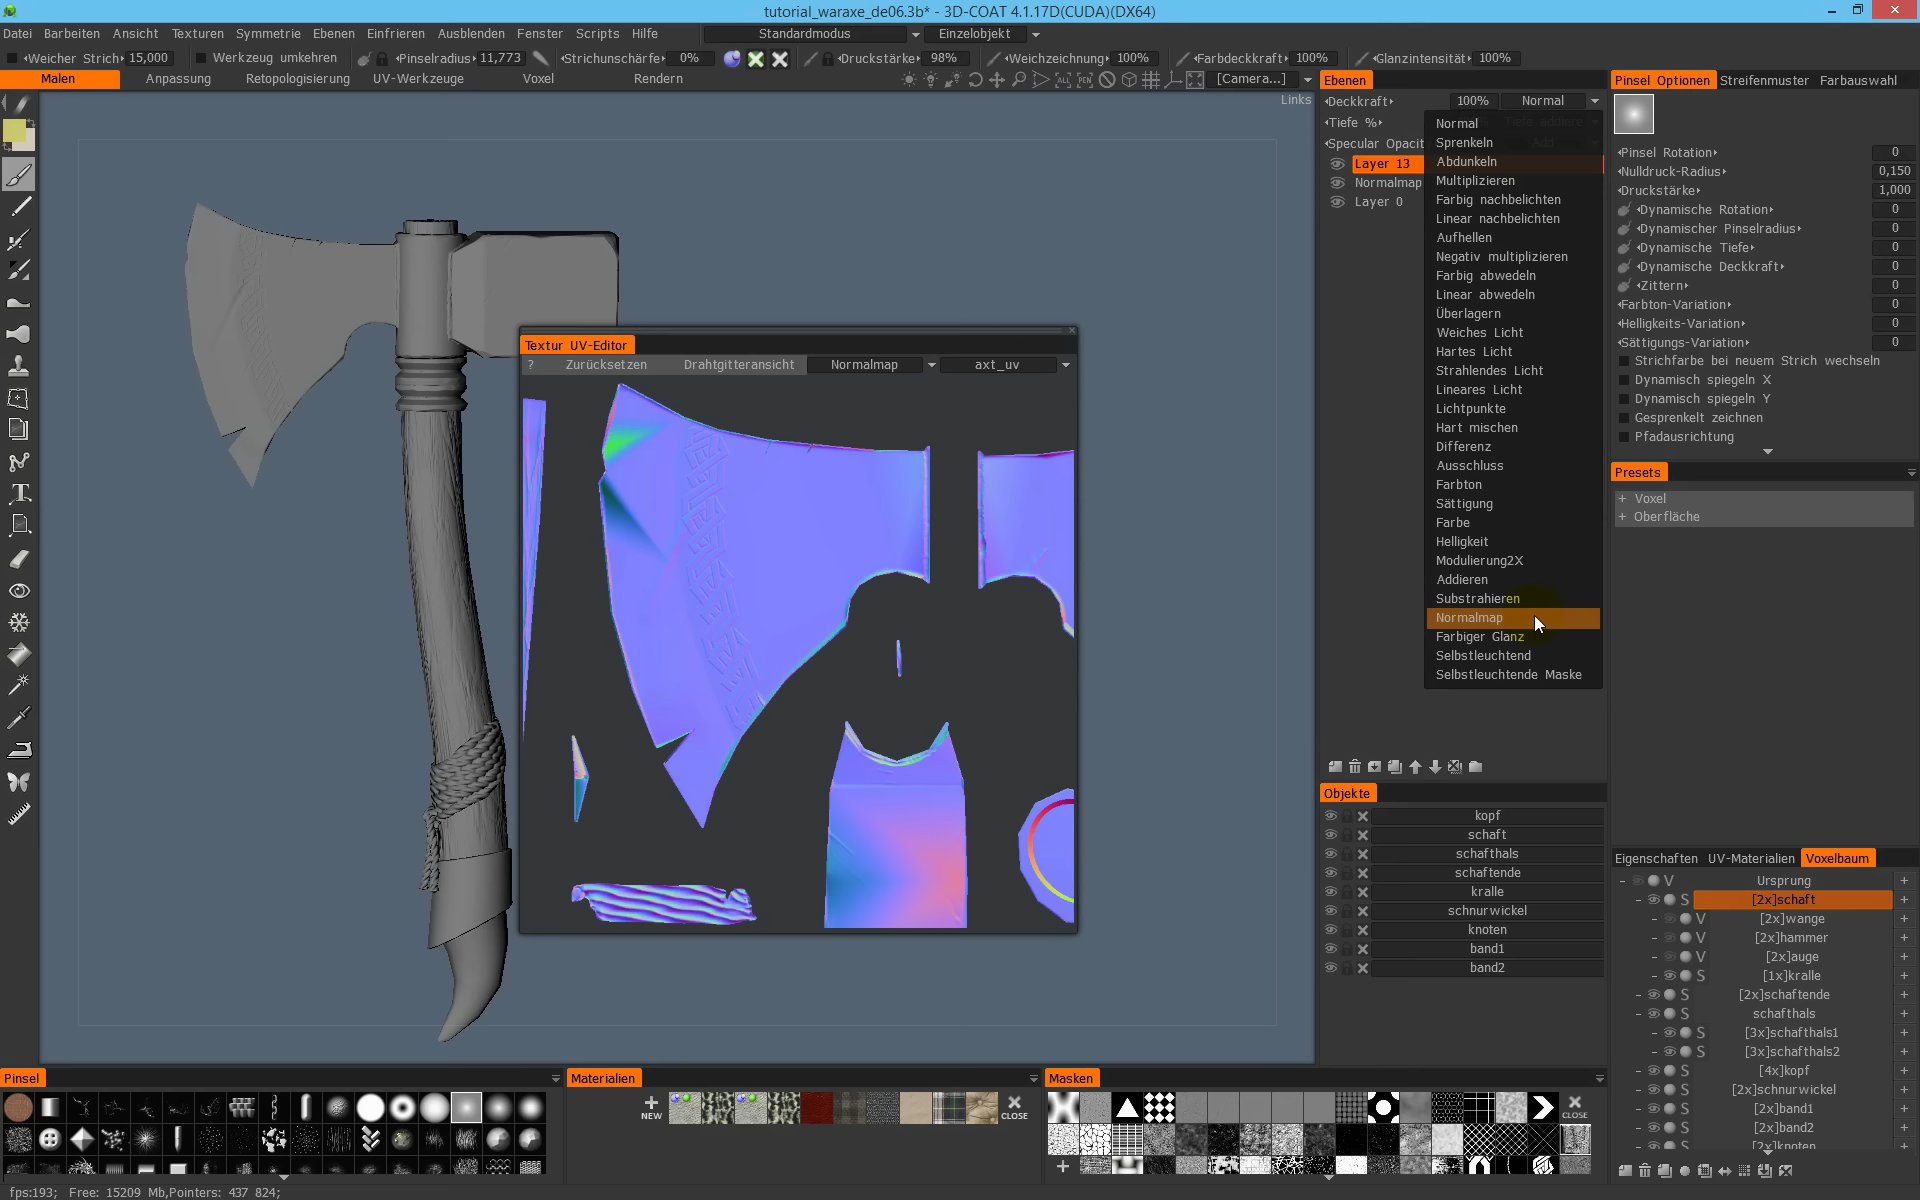 tutorial_waraxe_de06.3b* - 3D-COAT 4.1.17D(CUDA)(DX64)
Datei Barbeiten Ansicht Texturen Symmetrie Ebenen Einfrieren Ausblenden Fenster Scripts Hilfe Standardmodus Einzelobjekt
Weicher Strich 15,000 Werkzeug umkehren Pinselradius 11,773 Strichunschärfe 0% Druckstärke 98% Weichzeichnung 100% Farbdeckkraft 100% Glanzintensität 100%
Malen Anpassung Retopologisierung UV-Werkzeuge Voxel Rendern [Camera...]
Links
Ebenen
Deckkraft 100% Normal
Tiefe %
Specular Opacit
Layer 13
Normalmap
Layer 0
Normal
Sprenkeln
Abdunkeln
Multiplizieren
Farbig nachbelichten
Linear nachbelichten
Aufhellen
Negativ multiplizieren
Farbig abwedeln
Linear abwedeln
Überlagern
Weiches Licht
Hartes Licht
Strahlendes Licht
Lineares Licht
Lichtpunkte
Hart mischen
Differenz
Ausschluss
Farbton
Sättigung
Farbe
Helligkeit
Modulierung2X
Addieren
Substrahieren
Normalmap
Farbiger Glanz
Selbstleuchtend
Selbstleuchtende Maske
Textur UV-Editor
? Zurücksetzen Drahtgitteransicht Normalmap axt_uv
Objekte
kopf
schaft
schafthals
schaftende
kralle
schnurwickel
knoten
band1
band2
Pinsel Optionen Streifenmuster Farbauswahl
Pinsel Rotation 0
Nulldruck-Radius 0,150
Druckstärke 1,000
Dynamische Rotation 0
Dynamischer Pinselradius 0
Dynamische Tiefe 0
Dynamische Deckkraft 0
Zittern 0
Farbton-Variation 0
Helligkeits-Variation 0
Sättigungs-Variation 0
Strichfarbe bei neuem Strich wechseln
Dynamisch spiegeln X
Dynamisch spiegeln Y
Gesprenkelt zeichnen
Pfadausrichtung
Presets
+ Voxel
+ Oberfläche
Eigenschaften UV-Materialien Voxelbaum
V Ursprung +
S [2x]schaft +
V [2x]wange +
V [2x]hammer +
V [2x]auge +
S [1x]kralle +
S [2x]schaftende +
S schafthals +
S [3x]schafthals1 +
S [3x]schafthals2 +
S [4x]kopf +
S [2x]schnurwickel +
S [2x]band1 +
S [2x]band2 +
S [2x]knoten +
Pinsel
Materialien
NEW
CLOSE
Masken
CLOSE
fps:193; Free: 15209 Mb,Pointers: 437 824;